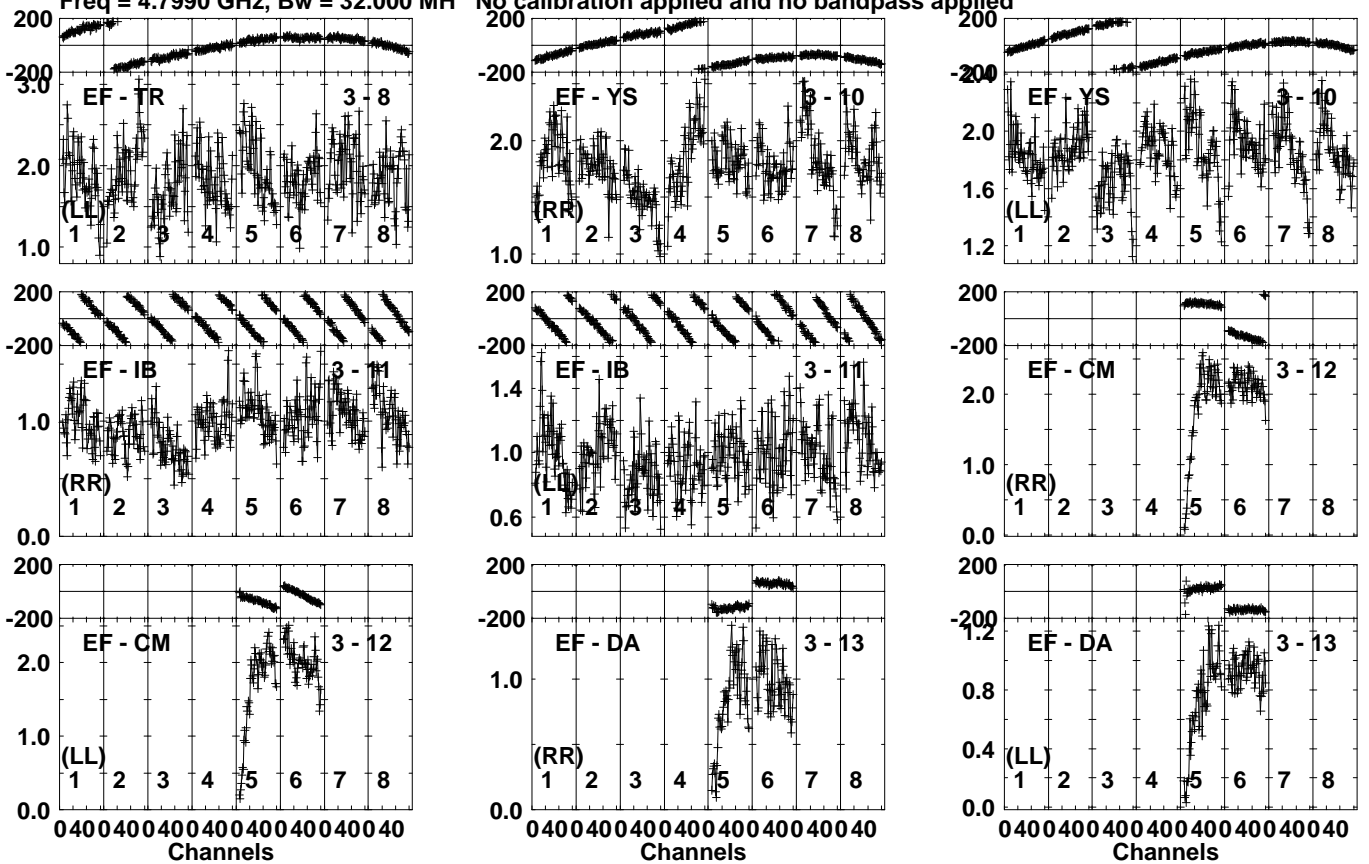 Freq = 4.7990 GHz, Bw = 32.000 MH No calibration applied and no bandpass applied
200
-200
3.0
2.0
1.0
EF - TR 3 - 8
(LL)
1 2 3 4 5 6 7 8
200
-200
2.0
1.0
EF - YS 3 - 10
(RR)
1 2 3 4 5 6 7 8
200
-200
2.4
2.0
1.6
1.2
EF - YS 3 - 10
(LL)
1 2 3 4 5 6 7 8
200
-200
1.0
0.0
EF - IB 3 - 11
(RR)
1 2 3 4 5 6 7 8
200
-200
1.4
1.0
0.6
EF - IB 3 - 11
(LL)
1 2 3 4 5 6 7 8
200
-200
2.0
1.0
0.0
EF - CM 3 - 12
(RR)
1 2 3 4 5 6 7 8
200
-200
2.0
1.0
0.0
EF - CM 3 - 12
(LL)
1 2 3 4 5 6 7 8
0 40 0 40 0 40 0 40 0 40 0 40 0 40 0 40
Channels
200
-200
1.0
0.0
EF - DA 3 - 13
(RR)
1 2 3 4 5 6 7 8
0 40 0 40 0 40 0 40 0 40 0 40 0 40 0 40
Channels
200
-200
1.2
0.8
0.4
0.0
EF - DA 3 - 13
(LL)
1 2 3 4 5 6 7 8
0 40 0 40 0 40 0 40 0 40 0 40 0 40 0 40
Channels